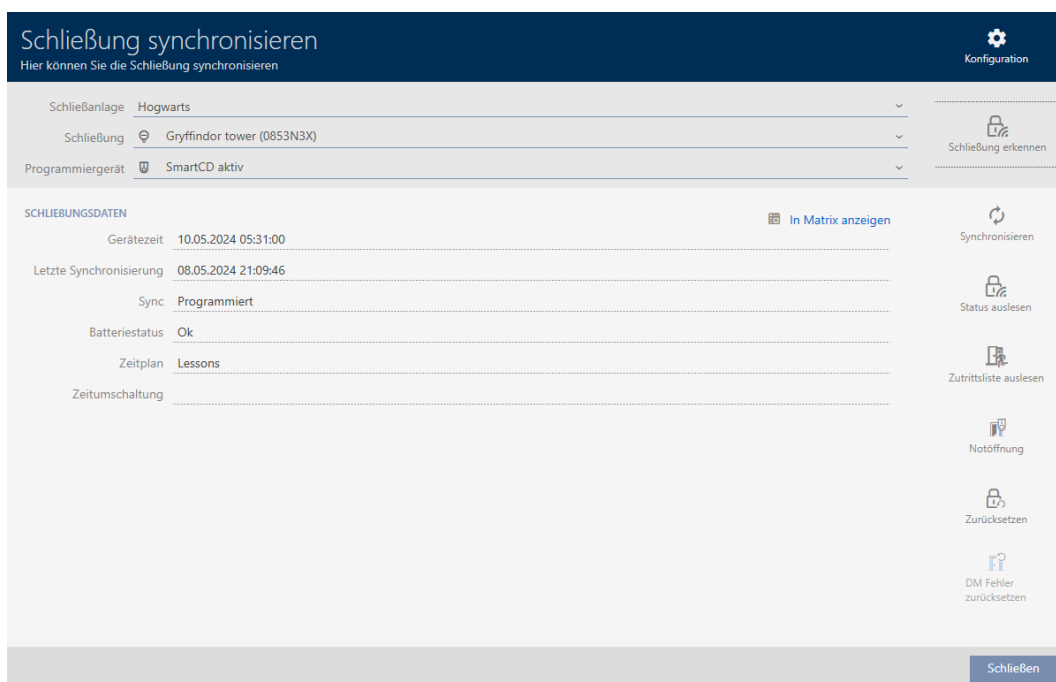 Schließung synchronisieren
Hier können Sie die Schließung synchronisieren
Konfiguration
Schließanlage Hogwarts
Schließung Gryffindor tower (0853N3X)
Programmiergerät SmartCD aktiv
Schließung erkennen
SCHLIEßUNGSDATEN
In Matrix anzeigen
Gerätezeit 10.05.2024 05:31:00
Letzte Synchronisierung 08.05.2024 21:09:46
Sync Programmiert
Batteriestatus Ok
Zeitplan Lessons
Zeitumschaltung
Synchronisieren
Status auslesen
Zutrittsliste auslesen
Notöffnung
Zurücksetzen
DM Fehler
zurücksetzen
Schließen